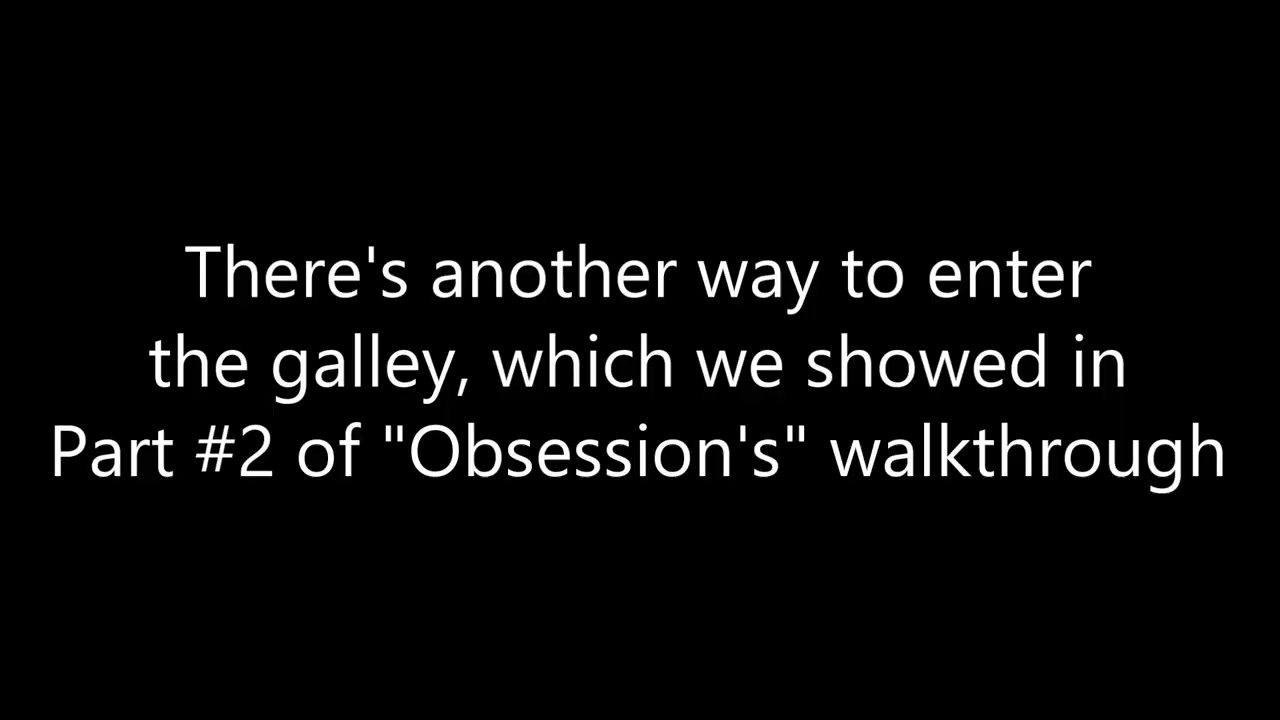 There's another way to enter
the galley, which we showed in
Part #2 of "Obsession's" walkthrough